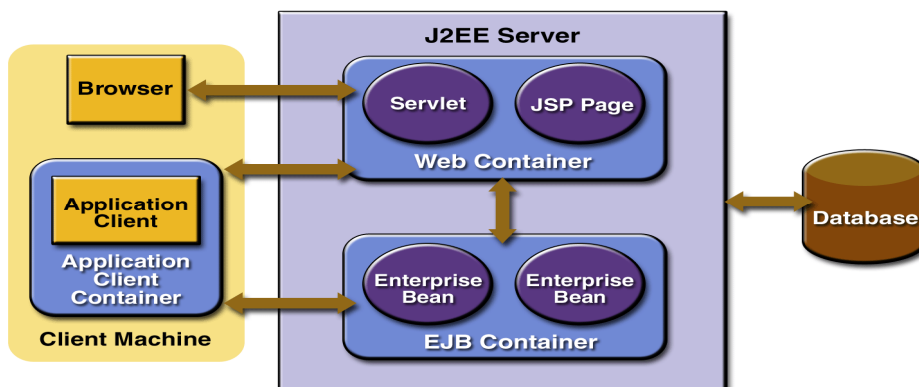 J2EE Server
Browser
Servlet
JSP Page
Web Container
Application
Client
Application
Client
Container
Client Machine
Enterprise
Bean
Enterprise
Bean
EJB Container
Database